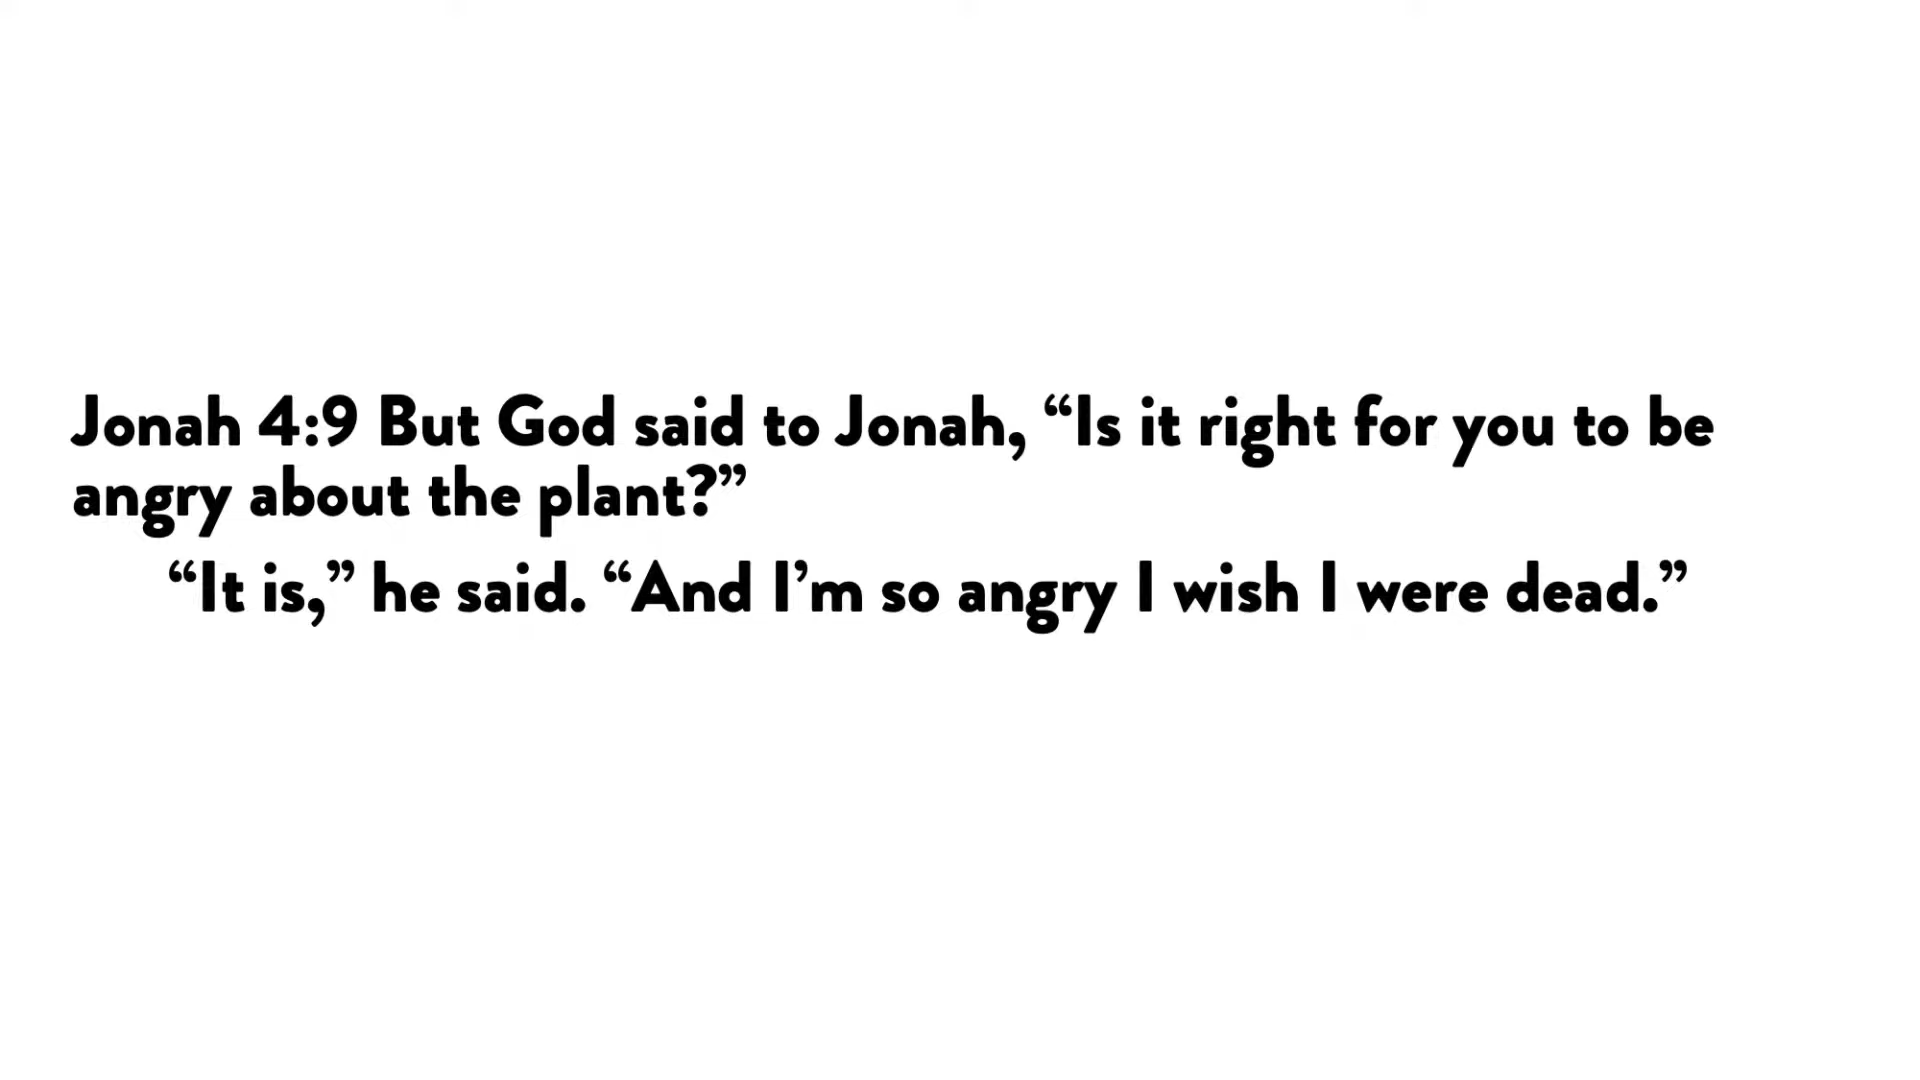 Jonah 4:9 But God said to Jonah, “Is it right for you to be
angry about the plant?”
“It is,” he said. “And I’m so angry I wish I were dead.”